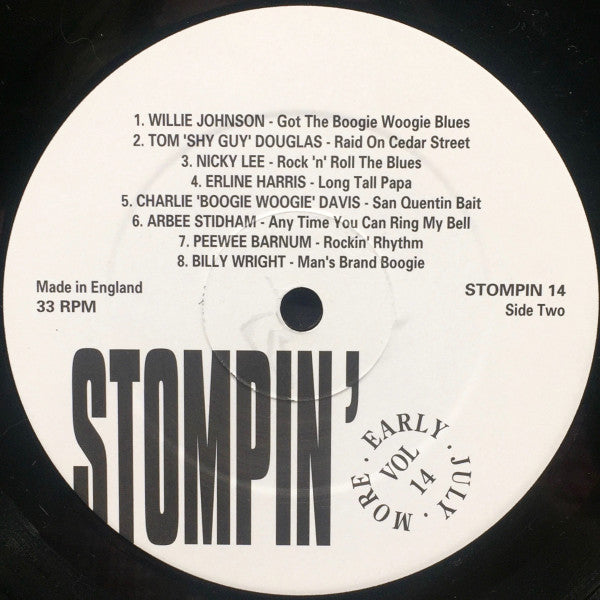 1. WILLIE JOHNSON - Got The Boogie Woogie Blues
2. TOM 'SHY GUY' DOUGLAS - Raid On Cedar Street
3. NICKY LEE - Rock 'n' Roll The Blues
4. ERLINE HARRIS - Long Tall Papa
5. CHARLIE 'BOOGIE WOOGIE' DAVIS - San Quentin Bait
6. ARBEE STIDHAM - Any Time You Can Ring My Bell
7. PEEWEE BARNUM - Rockin' Rhythm
8. BILLY WRIGHT - Man's Brand Boogie
Made in England
33 RPM
STOMPIN 14
Side Two
STOMPIN'
MORE . EARLY . JULY .
VOL
14